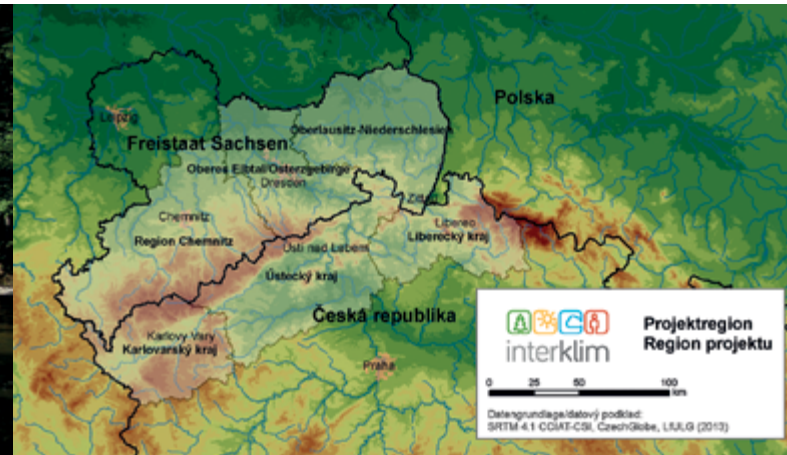 Polska
Leipzig
Freistaat Sachsen
Oberlausitz-Niederschlesien
Oberes Elbtal/Osterzgebirge
Dresden
Chemnitz
Region Chemnitz
Liberec
Liberecký kraj
Ústí nad Labem
Ústecký kraj
Česká republika
Karlovy Vary
Karlovarský kraj
Praha
interklim
Projektregion
Region projektu
0 25 50 100
km
Datengrundlage/datový podklad:
SRTM 4.1 CGIAT-CSI, CzechGlobe, LfULG (2013)